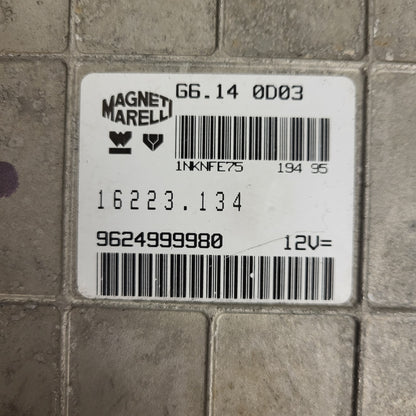 G6.14 0D03
MAGNETI
MARELLI
1NKNFE75 194 95
16223.134
9624999980 12V=